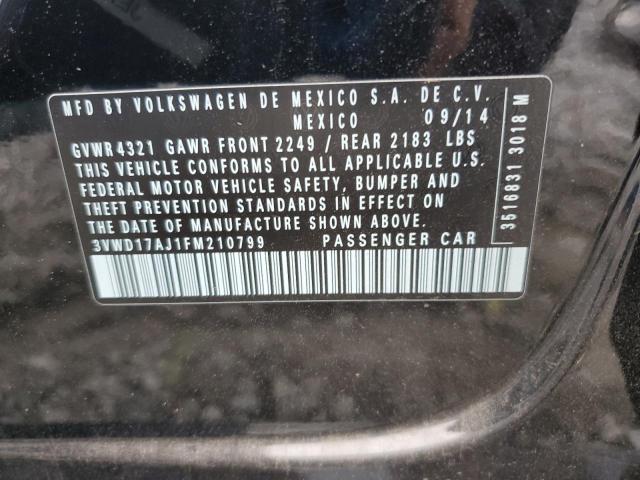 MFD BY VOLKSWAGEN DE MEXICO S.A. DE C.V.
MEXICO 09/14
GVWR 4321 GAWR FRONT 2249 / REAR 2183 LBS
THIS VEHICLE CONFORMS TO ALL APPLICABLE U.S.
FEDERAL MOTOR VEHICLE SAFETY, BUMPER AND
THEFT PREVENTION STANDARDS IN EFFECT ON
THE DATE OF MANUFACTURE SHOWN ABOVE.
3VWD17AJ1FM210799 PASSENGER CAR
3516831 3018 M